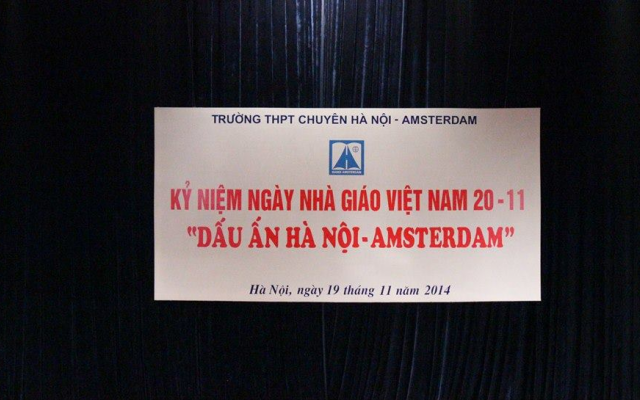 TRƯỜNG THPT CHUYÊN HÀ NỘI - AMSTERDAM
KỶ NIỆM NGÀY NHÀ GIÁO VIỆT NAM 20-11
"DẤU ẤN HÀ NỘI-AMSTERDAM"
Hà Nội, ngày 19 tháng 11 năm 2014